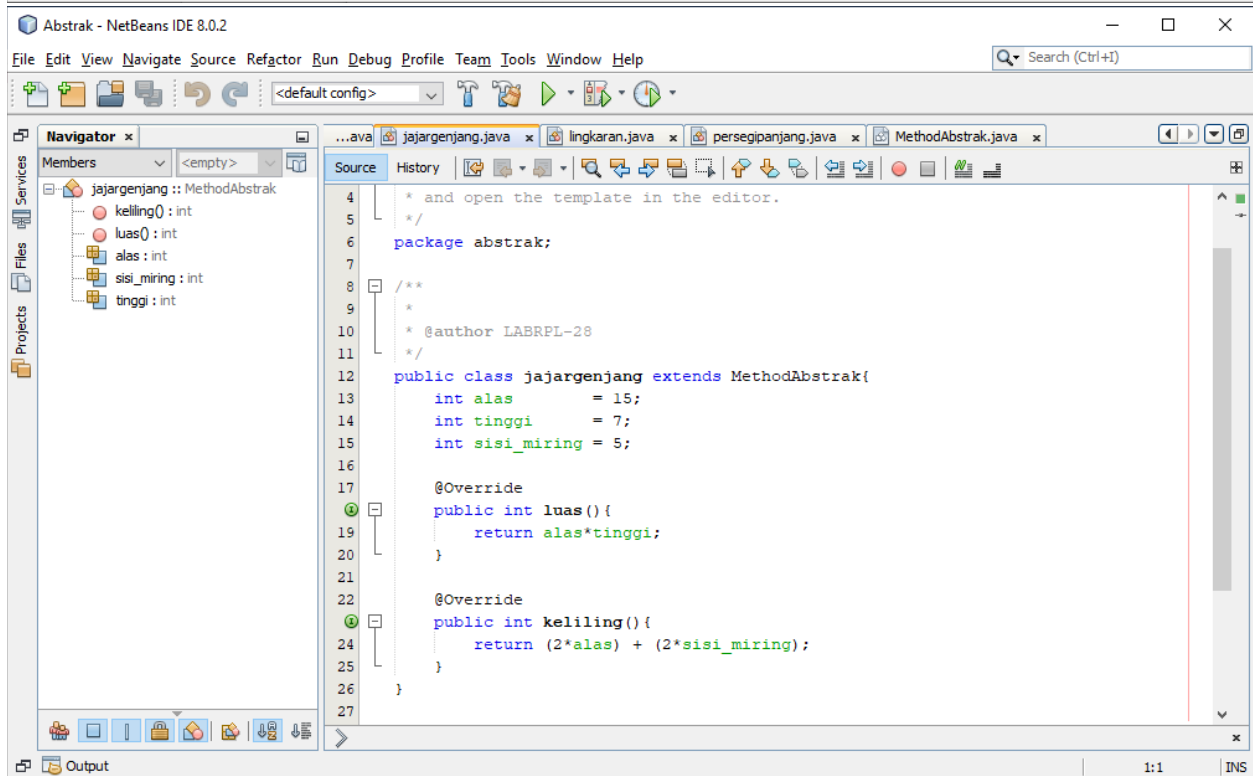 Abstrak - NetBeans IDE 8.0.2
File Edit View Navigate Source Refactor Run Debug Profile Team Tools Window Help
Search (Ctrl+I)
<default config>
Services
Files
Projects
Navigator
Members <empty>
jajargenjang :: MethodAbstrak
keliling() : int
luas() : int
alas : int
sisi_miring : int
tinggi : int
...ava jajargenjang.java lingkaran.java persegipanjang.java MethodAbstrak.java
Source History
4 * and open the template in the editor.
5 */
6 package abstrak;
7
8 /**
9 *
10 * @author LABRPL-28
11 */
12 public class jajargenjang extends MethodAbstrak{
13 int alas = 15;
14 int tinggi = 7;
15 int sisi_miring = 5;
16
17 @Override
public int luas(){
19 return alas*tinggi;
20 }
21
22 @Override
public int keliling(){
24 return (2*alas) + (2*sisi_miring);
25 }
26 }
27
Output
1:1 INS